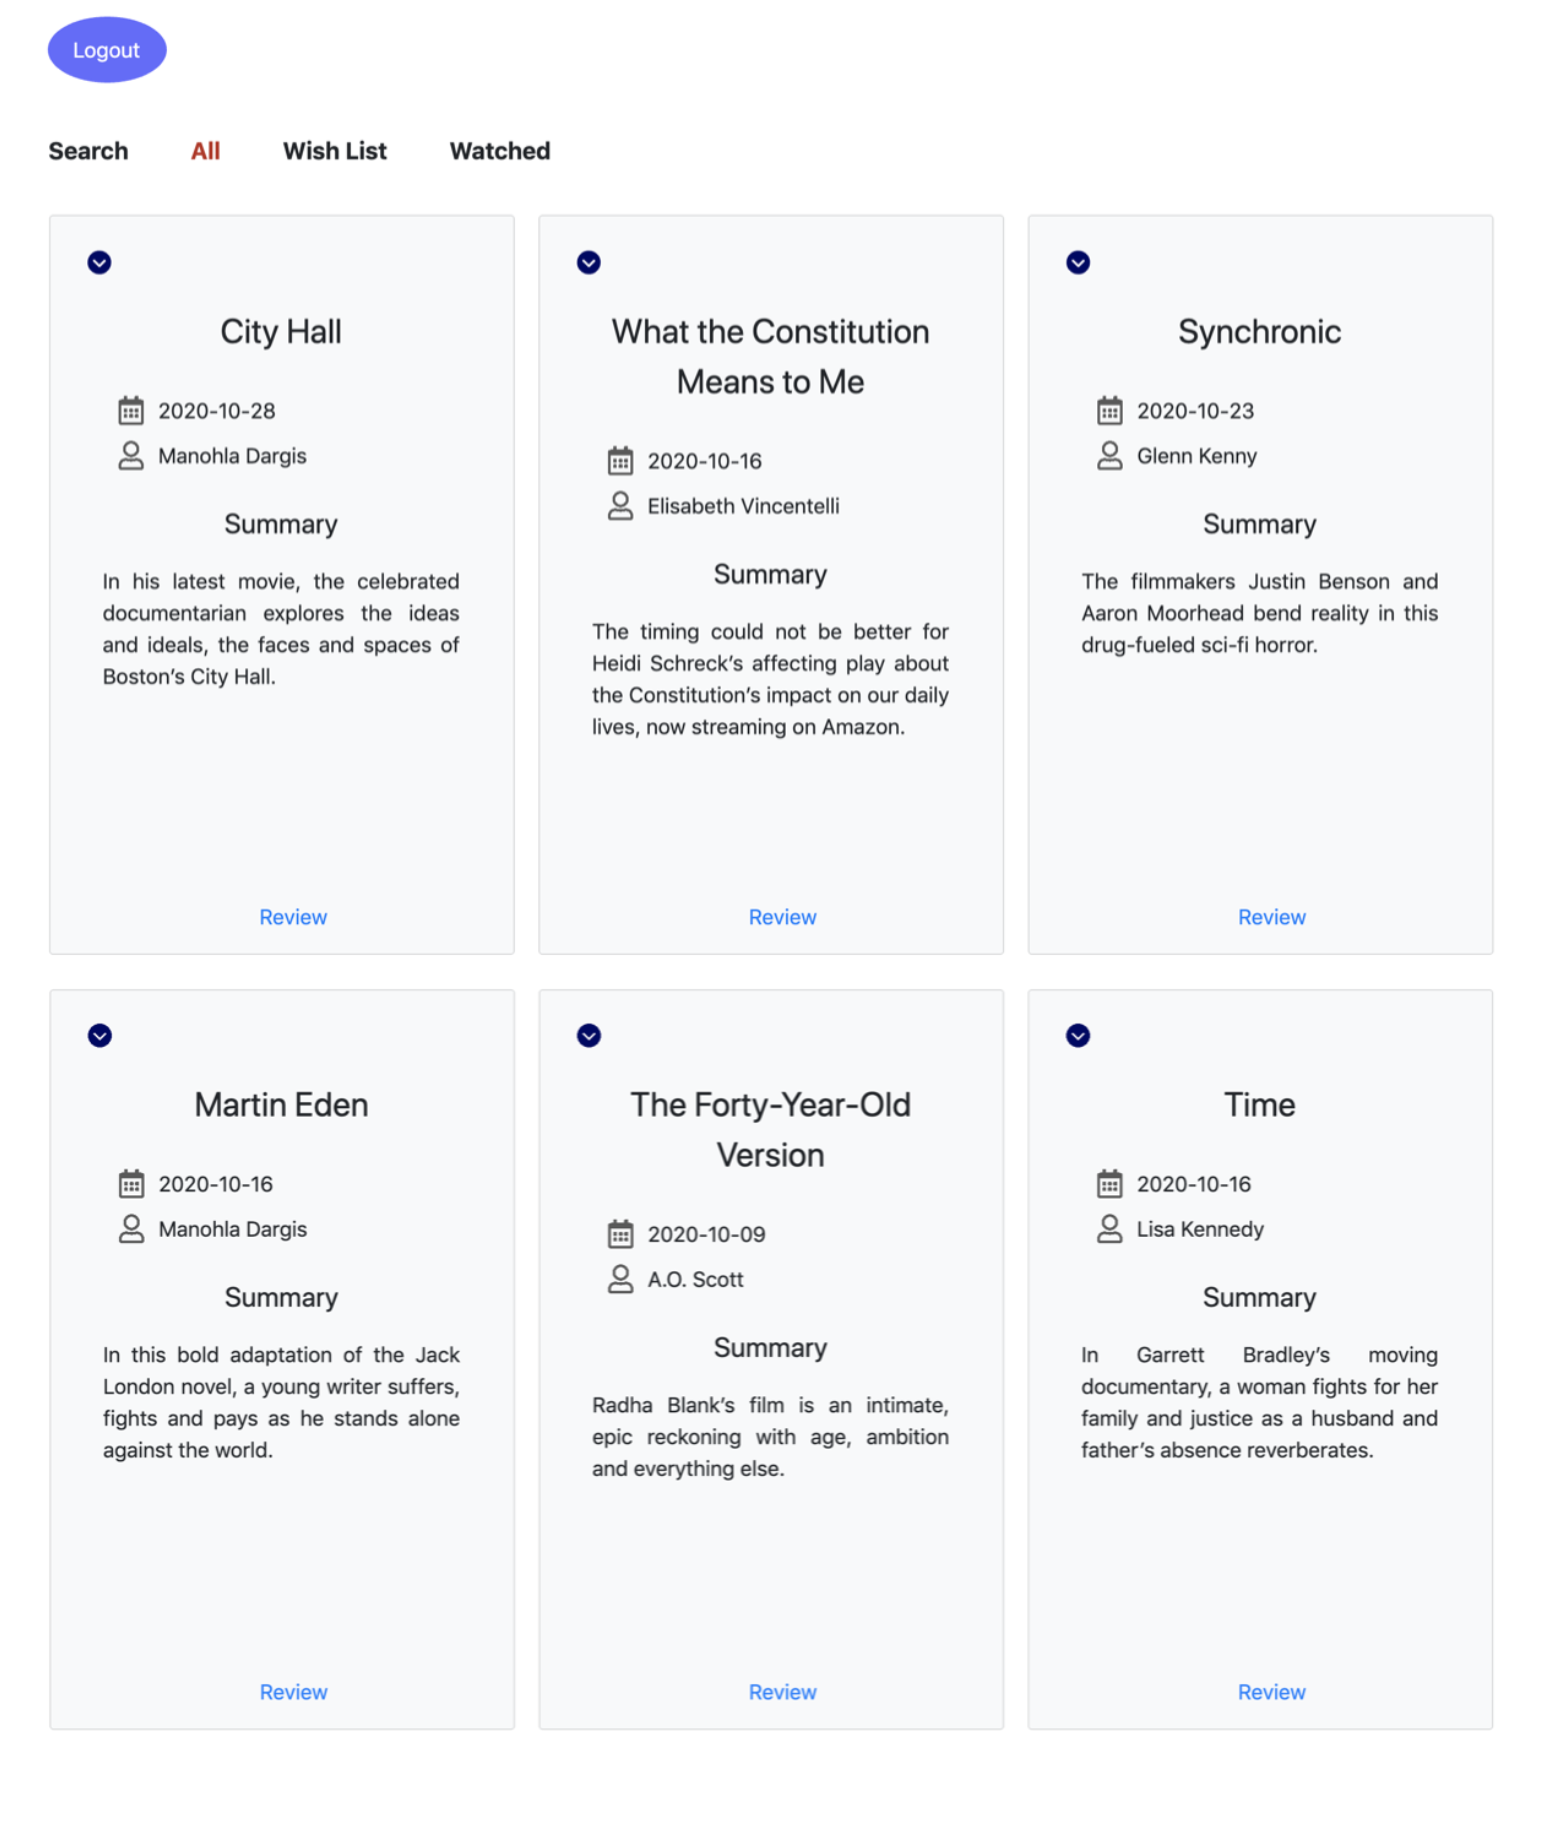 Logout
Search All Wish List Watched
City Hall
2020-10-28
Manohla Dargis
Summary
In his latest movie, the celebrated
documentarian explores the ideas
and ideals, the faces and spaces of
Boston’s City Hall.
Review
What the Constitution
Means to Me
2020-10-16
Elisabeth Vincentelli
Summary
The timing could not be better for
Heidi Schreck’s affecting play about
the Constitution’s impact on our daily
lives, now streaming on Amazon.
Review
Synchronic
2020-10-23
Glenn Kenny
Summary
The filmmakers Justin Benson and
Aaron Moorhead bend reality in this
drug-fueled sci-fi horror.
Review
Martin Eden
2020-10-16
Manohla Dargis
Summary
In this bold adaptation of the Jack
London novel, a young writer suffers,
fights and pays as he stands alone
against the world.
Review
The Forty-Year-Old
Version
2020-10-09
A.O. Scott
Summary
Radha Blank’s film is an intimate,
epic reckoning with age, ambition
and everything else.
Review
Time
2020-10-16
Lisa Kennedy
Summary
In Garrett Bradley’s moving
documentary, a woman fights for her
family and justice as a husband and
father’s absence reverberates.
Review